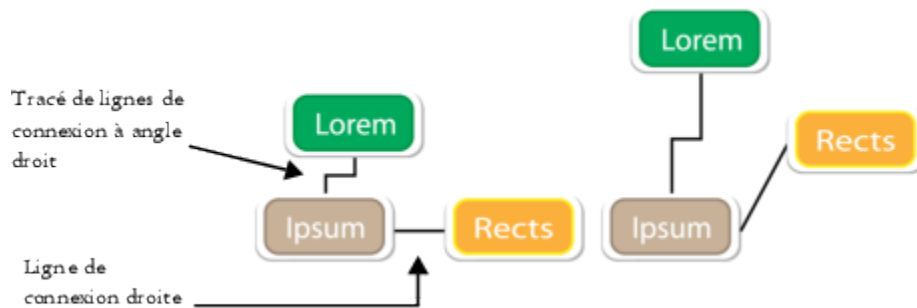 Lorem
Tracé de lignes de
connexion à angle
droit
Lorem
Rects
Ipsum
Rects
Ipsum
Ligne de
connexion droite